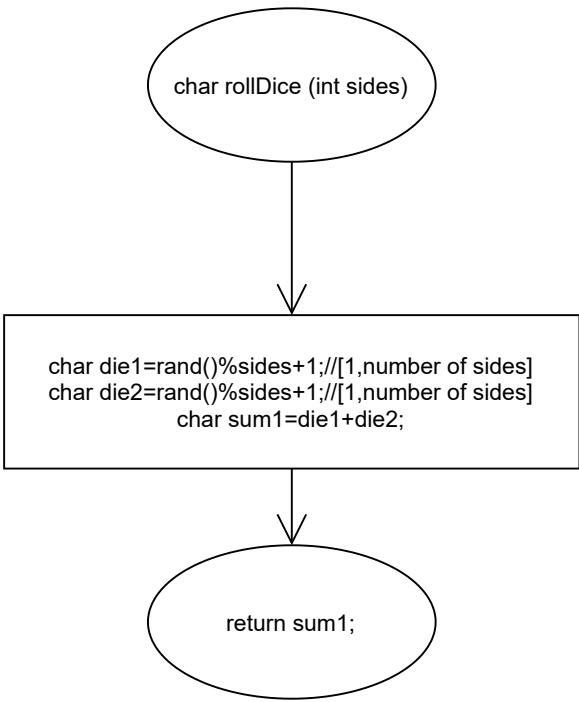 char rollDice (int sides)
char die1=rand()%sides+1;//[1,number of sides]
char die2=rand()%sides+1;//[1,number of sides]
char sum1=die1+die2;
return sum1;